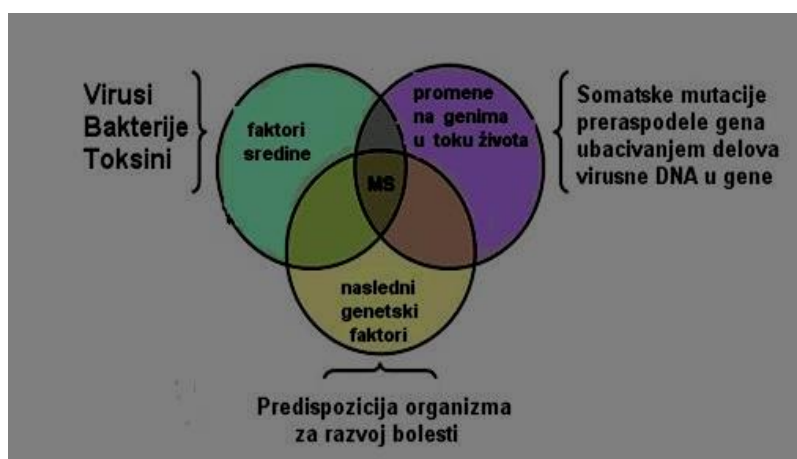 Virusi
Bakterije
Toksini
faktori
sredine
promene
na genima
u toku života
Somatske mutacije
preraspodele gena
ubacivanjem delova
virusne DNA u gene
MS
nasledni
genetski
faktori
Predispozicija organizma
za razvoj bolesti